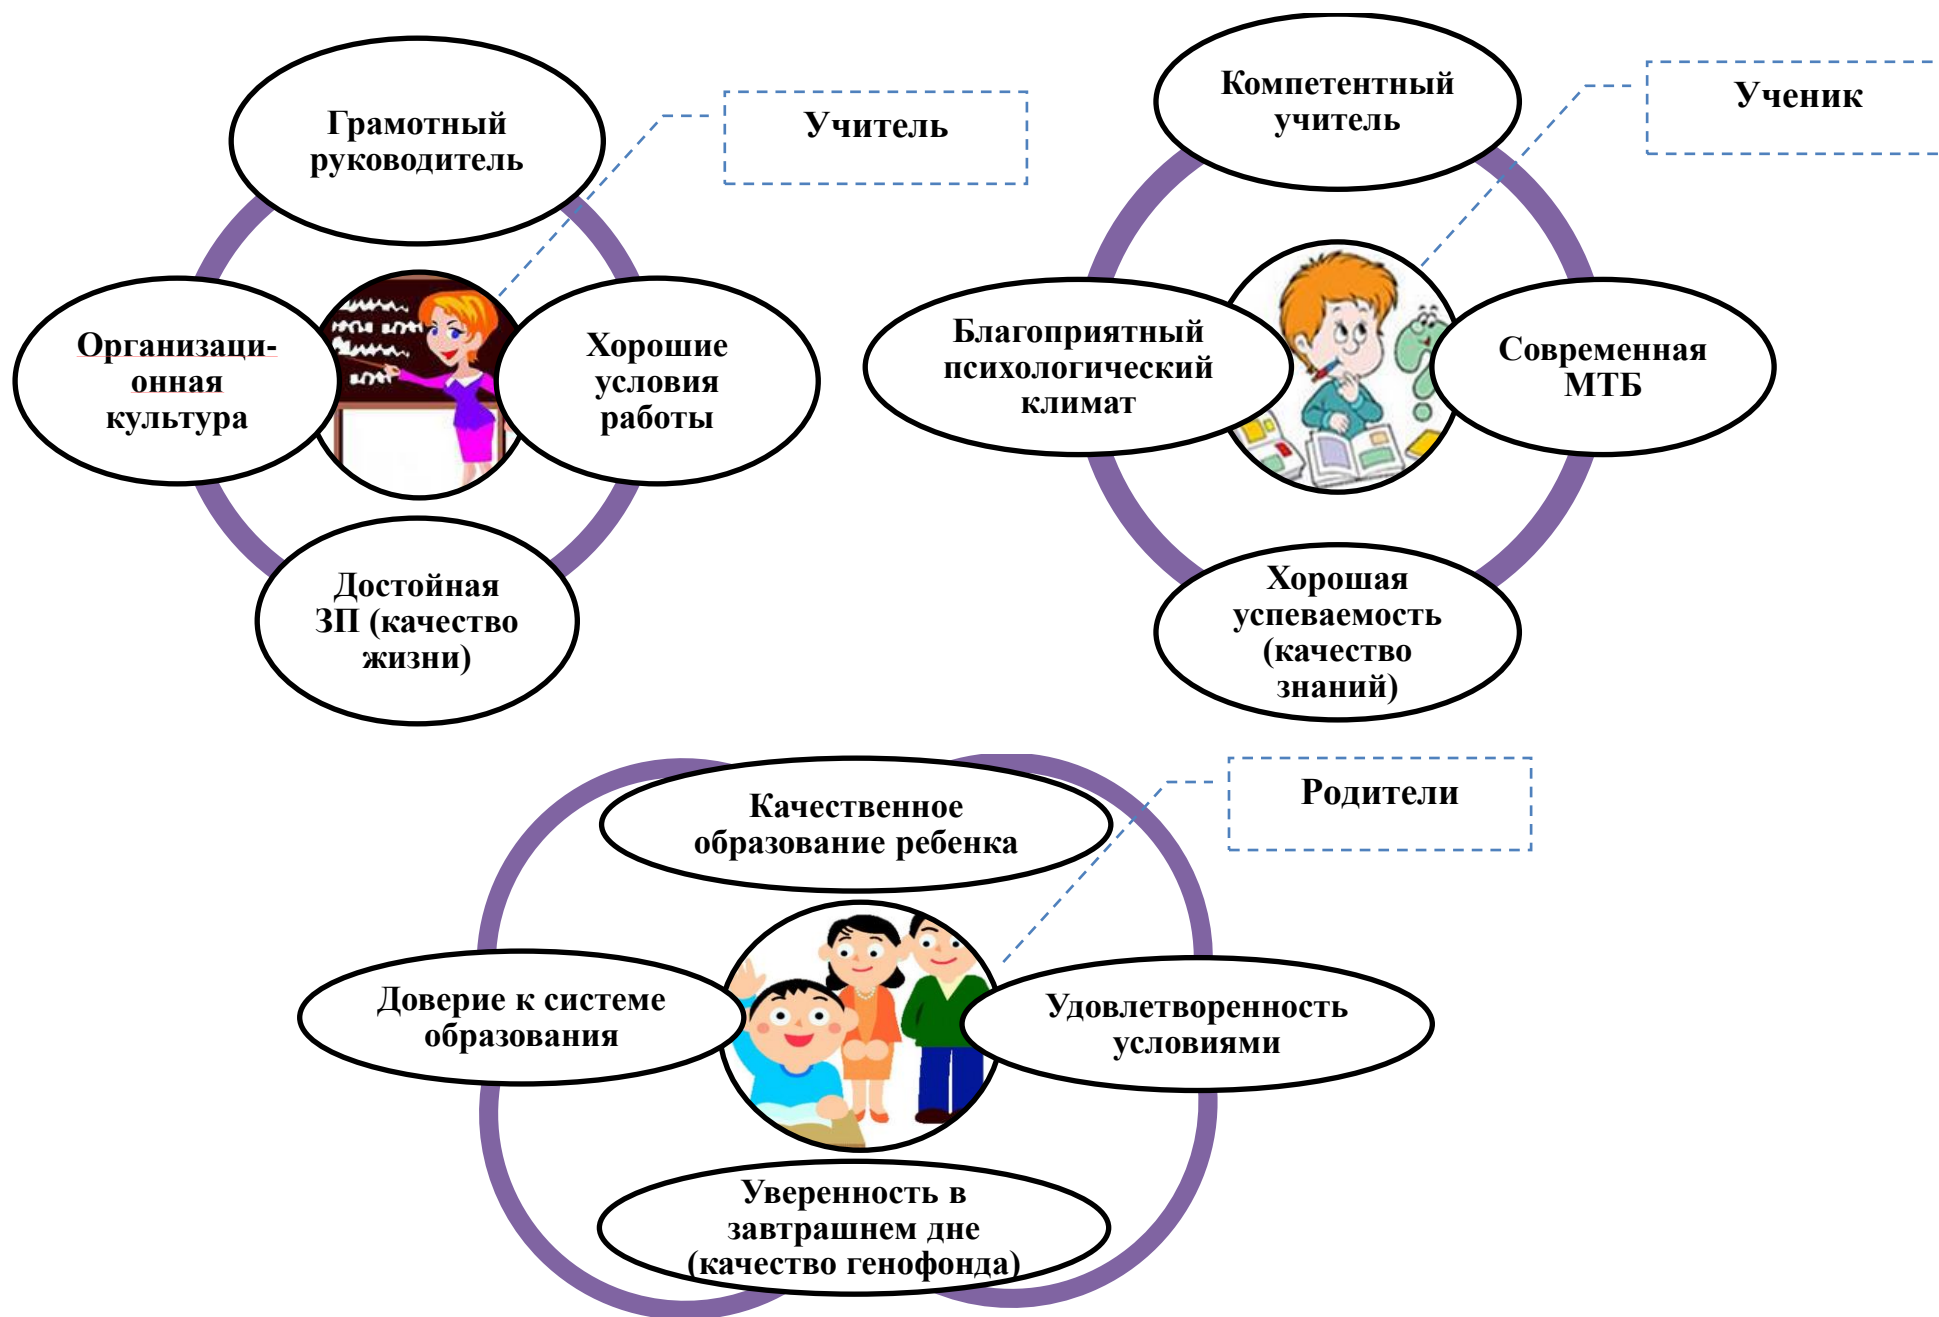 Грамотный
руководитель
Учитель
Организаци-
онная
культура
Хорошие
условия
работы
Достойная
ЗП (качество
жизни)
Компетентный
учитель
Ученик
Благоприятный
психологический
климат
Современная
МТБ
Хорошая
успеваемость
(качество
знаний)
Качественное
образование ребенка
Родители
Доверие к системе
образования
Удовлетворенность
условиями
Уверенность в
завтрашнем дне
(качество генофонда)